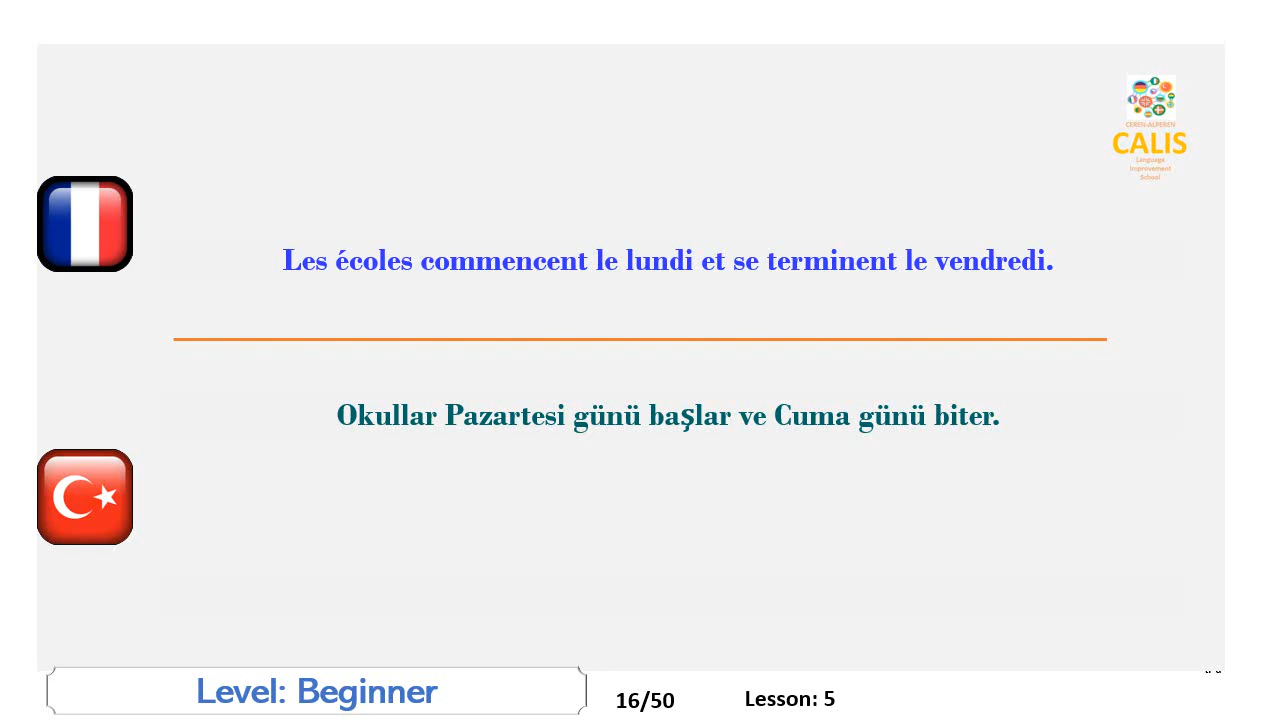 CEREN-ALPEREN
CALIS
Language
Improvement
School
Les écoles commencent le lundi et se terminent le vendredi.
Okullar Pazartesi günü başlar ve Cuma günü biter.
Level: Beginner
16/50
Lesson: 5